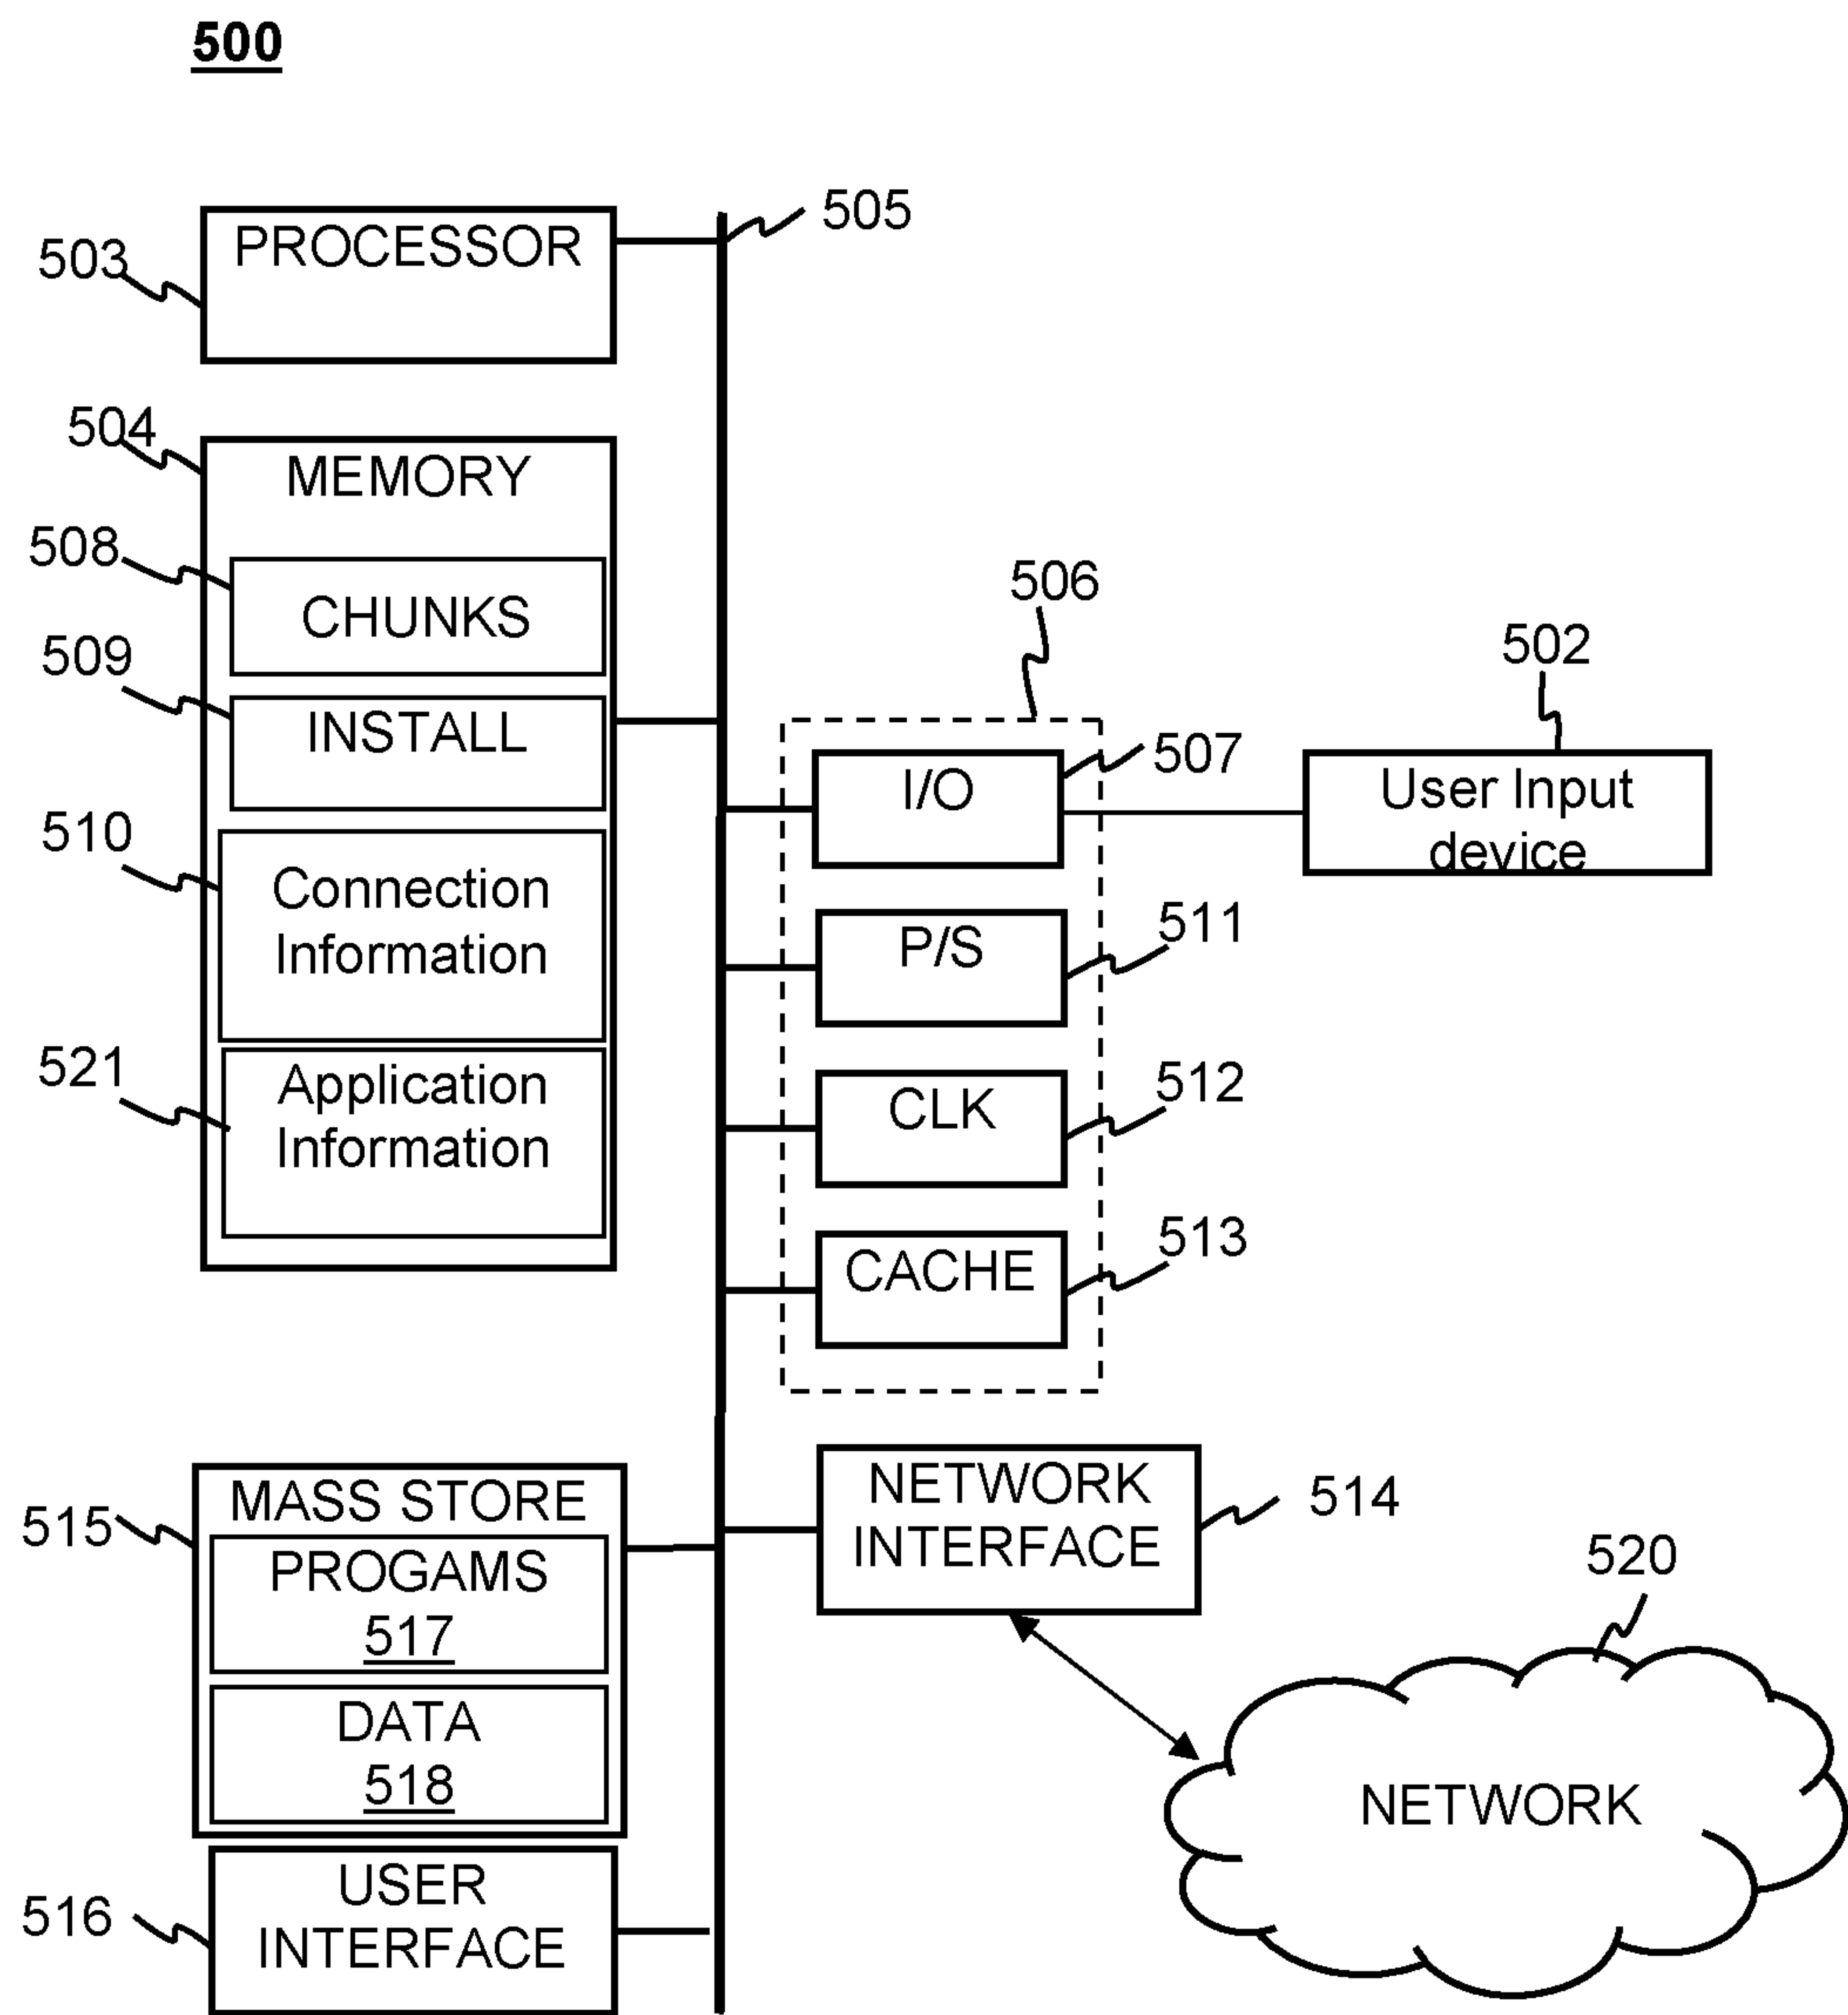 500
505
PROCESSOR
503
504
MEMORY
508
CHUNKS
509
INSTALL
510
Connection
Information
521
Application
Information
506
502
507
I/O
User Input
device
511
P/S
512
CLK
513
CACHE
515
MASS STORE
PROGAMS
517
DATA
518
NETWORK
INTERFACE
514
520
NETWORK
516
USER
INTERFACE